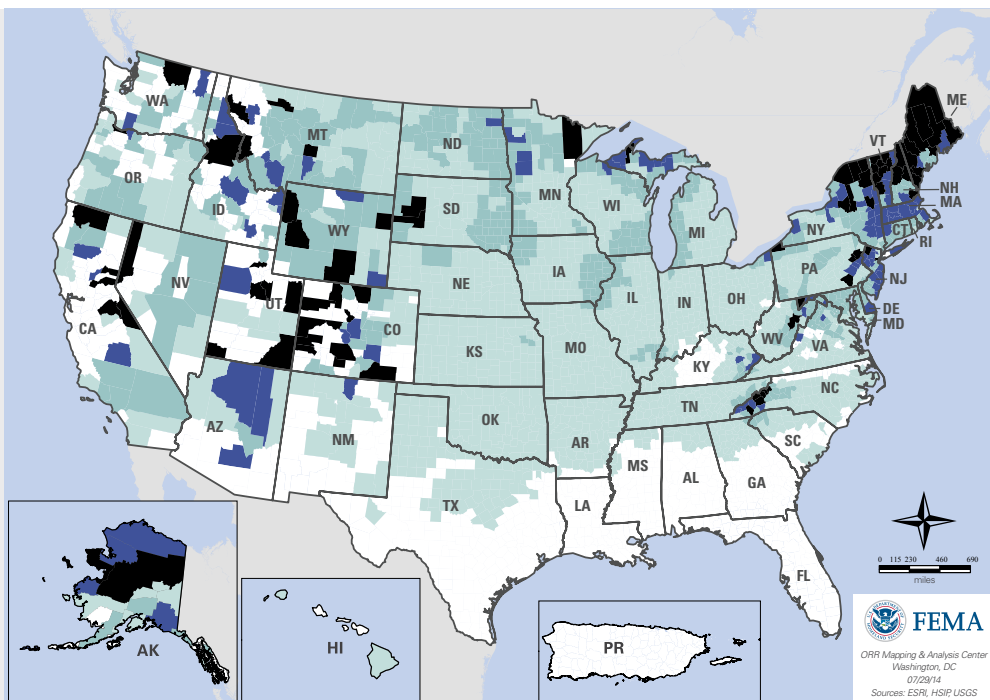 ME
WA
VT
MT
ND
OR
MN
NH
ID
SD
WI
MA
WY
MI
NY
CT
RI
IA
PA
NE
NV
NJ
IL
IN
OH
UT
DE
CA
CO
MD
WV
VA
KS
MO
KY
NC
TN
OK
AZ
NM
AR
SC
MS
AL
GA
TX
LA
FL
0 115 230 460 690
miles
AK
HI
PR
FEMA
ORR Mapping & Analysis Center
Washington, DC
07/29/14
Sources: ESRI, HSIP, USGS